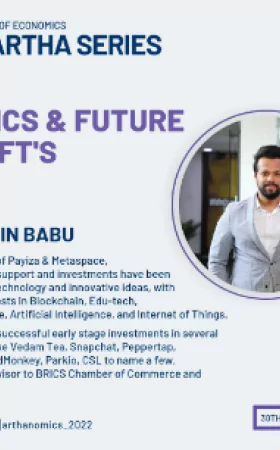 OF ECONOMICS
ARTHA SERIES
ICS & FUTURE
FT'S
IN BABU
of Payiza & Metaspace,
support and investments have been
echnology and innovative ideas, with
ests in Blockchain, Edu-tech,
e, Artificial Intelligence, and Internet of Things.
successful early stage investments in several
e Vedam Tea, Snapchat, Peppertap,
dMonkey, Parkio, CSL to name a few.
visor to BRICS Chamber of Commerce and
|arthanomics_2022
30TH